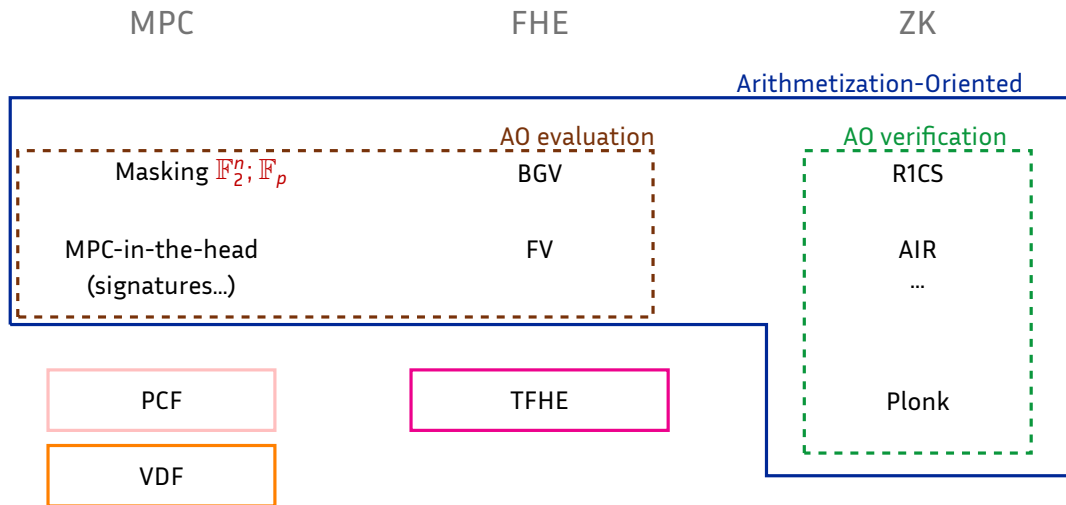 MPC FHE ZK
Arithmetization-Oriented
AO evaluation AO verification
Masking 𝔽₂ⁿ; 𝔽ₚ BGV R1CS
MPC-in-the-head FV AIR
(signatures...) ...
PCF TFHE Plonk
VDF